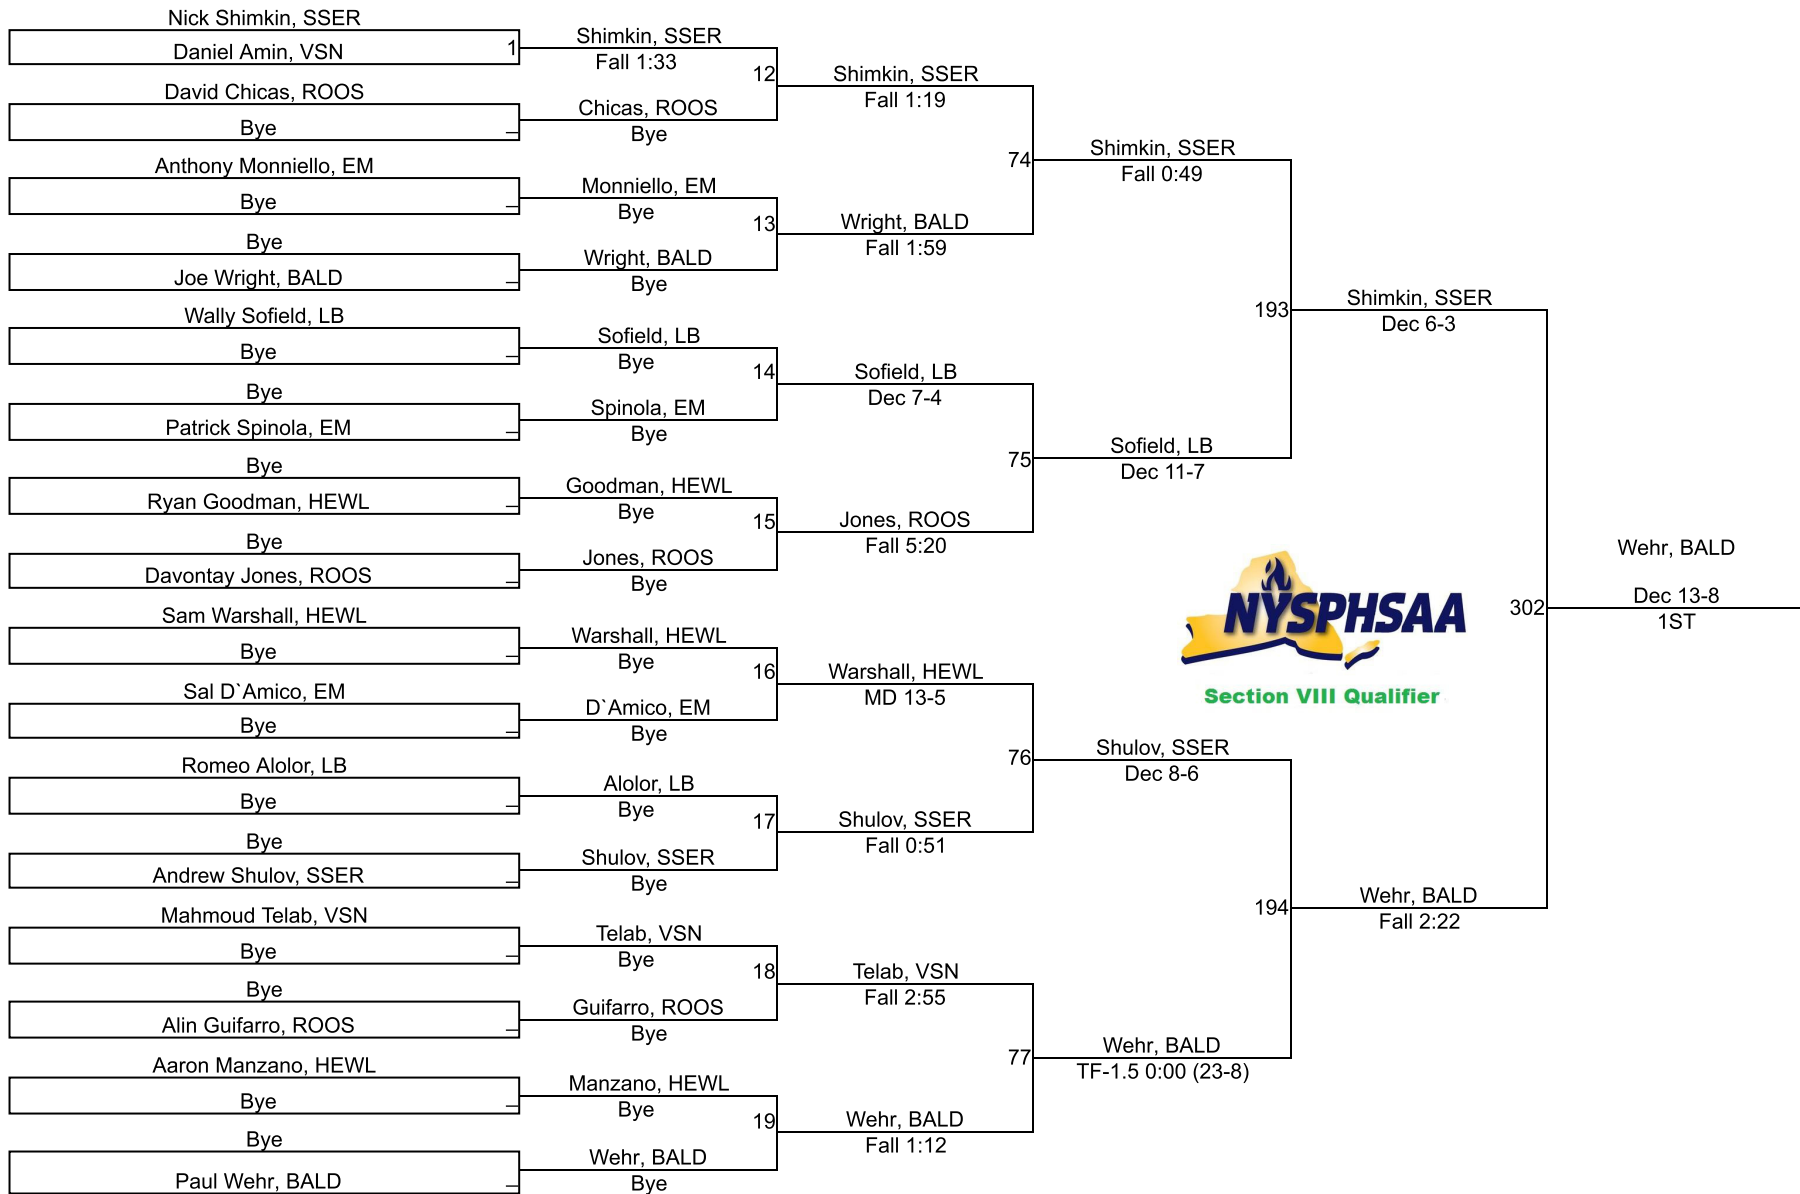 Nick Shimkin, SSER
Daniel Amin, VSN
1
David Chicas, ROOS
Bye
_
Anthony Monniello, EM
Bye
_
Bye
Joe Wright, BALD
_
Wally Sofield, LB
Bye
_
Bye
Patrick Spinola, EM
_
Bye
Ryan Goodman, HEWL
_
Bye
Davontay Jones, ROOS
_
Sam Warshall, HEWL
Bye
_
Sal D`Amico, EM
Bye
_
Romeo Alolor, LB
Bye
_
Bye
Andrew Shulov, SSER
_
Mahmoud Telab, VSN
Bye
_
Bye
Alin Guifarro, ROOS
_
Aaron Manzano, HEWL
Bye
_
Bye
Paul Wehr, BALD
_
Shimkin, SSER
Fall 1:33
12
Chicas, ROOS
Bye
Monniello, EM
Bye
13
Wright, BALD
Bye
Sofield, LB
Bye
14
Spinola, EM
Bye
Goodman, HEWL
Bye
15
Jones, ROOS
Bye
Warshall, HEWL
Bye
16
D`Amico, EM
Bye
Alolor, LB
Bye
17
Shulov, SSER
Bye
Telab, VSN
Bye
18
Guifarro, ROOS
Bye
Manzano, HEWL
Bye
19
Wehr, BALD
Bye
Shimkin, SSER
Fall 1:19
74
Wright, BALD
Fall 1:59
Sofield, LB
Dec 7-4
75
Jones, ROOS
Fall 5:20
Warshall, HEWL
MD 13-5
76
Shulov, SSER
Fall 0:51
Telab, VSN
Fall 2:55
77
Wehr, BALD
Fall 1:12
Shimkin, SSER
Fall 0:49
193
Sofield, LB
Dec 11-7
NYSPHSAA
Section VIII Qualifier
Shulov, SSER
Dec 8-6
194
Wehr, BALD
TF-1.5 0:00 (23-8)
Shimkin, SSER
Dec 6-3
302
Wehr, BALD
Fall 2:22
Wehr, BALD
Dec 13-8
1ST